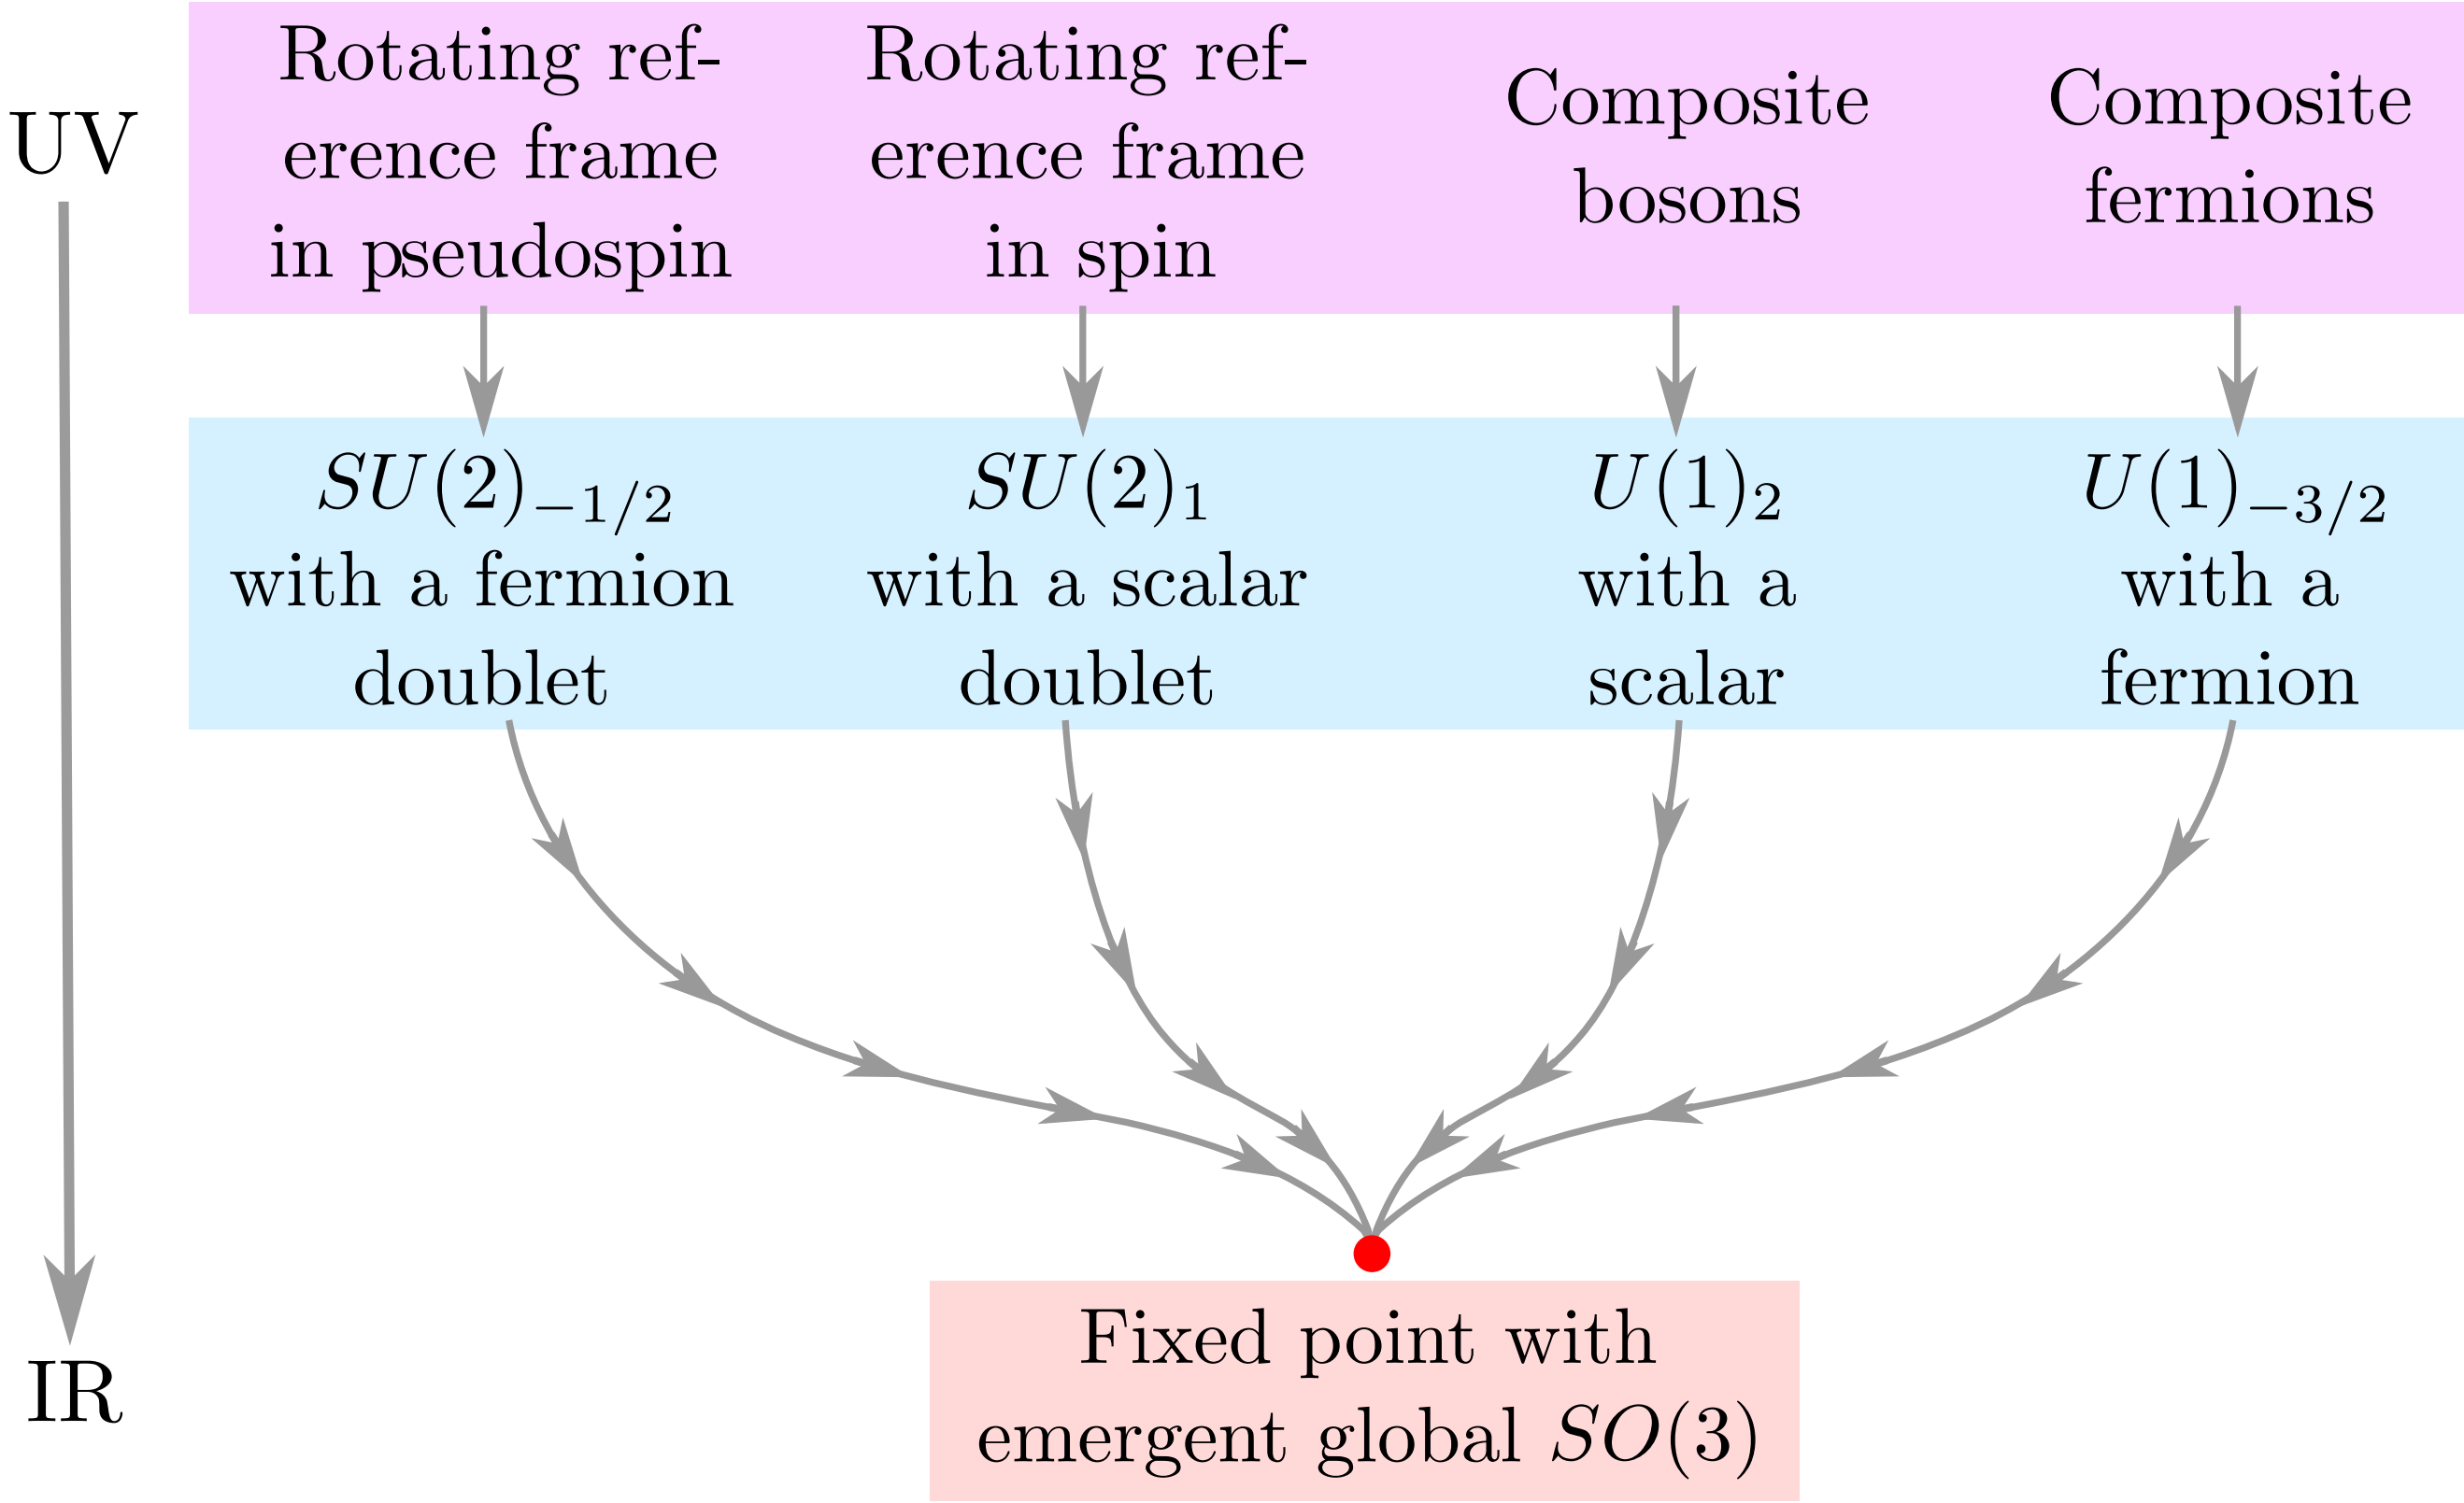 UV
Rotating ref-
erence frame
in pseudospin
Rotating ref-
erence frame
in spin
Composite
bosons
Composite
fermions
SU(2)−1/2
with a fermion
doublet
SU(2)1
with a scalar
doublet
U(1)2
with a
scalar
U(1)−3/2
with a
fermion
IR
Fixed point with
emergent global SO(3)